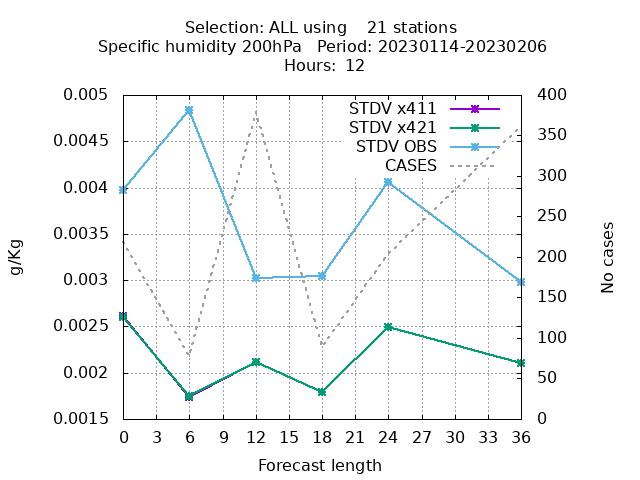 Selection: ALL using    21 stations
Specific humidity 200hPa   Period: 20230114-20230206
Hours: 12
STDV x411
STDV x421
STDV OBS
CASES
0.005
0.0045
0.004
0.0035
0.003
0.0025
0.002
0.0015
400
350
300
250
200
150
100
50
0
g/Kg
No cases
0 3 6 9 12 15 18 21 24 27 30 33 36
Forecast length